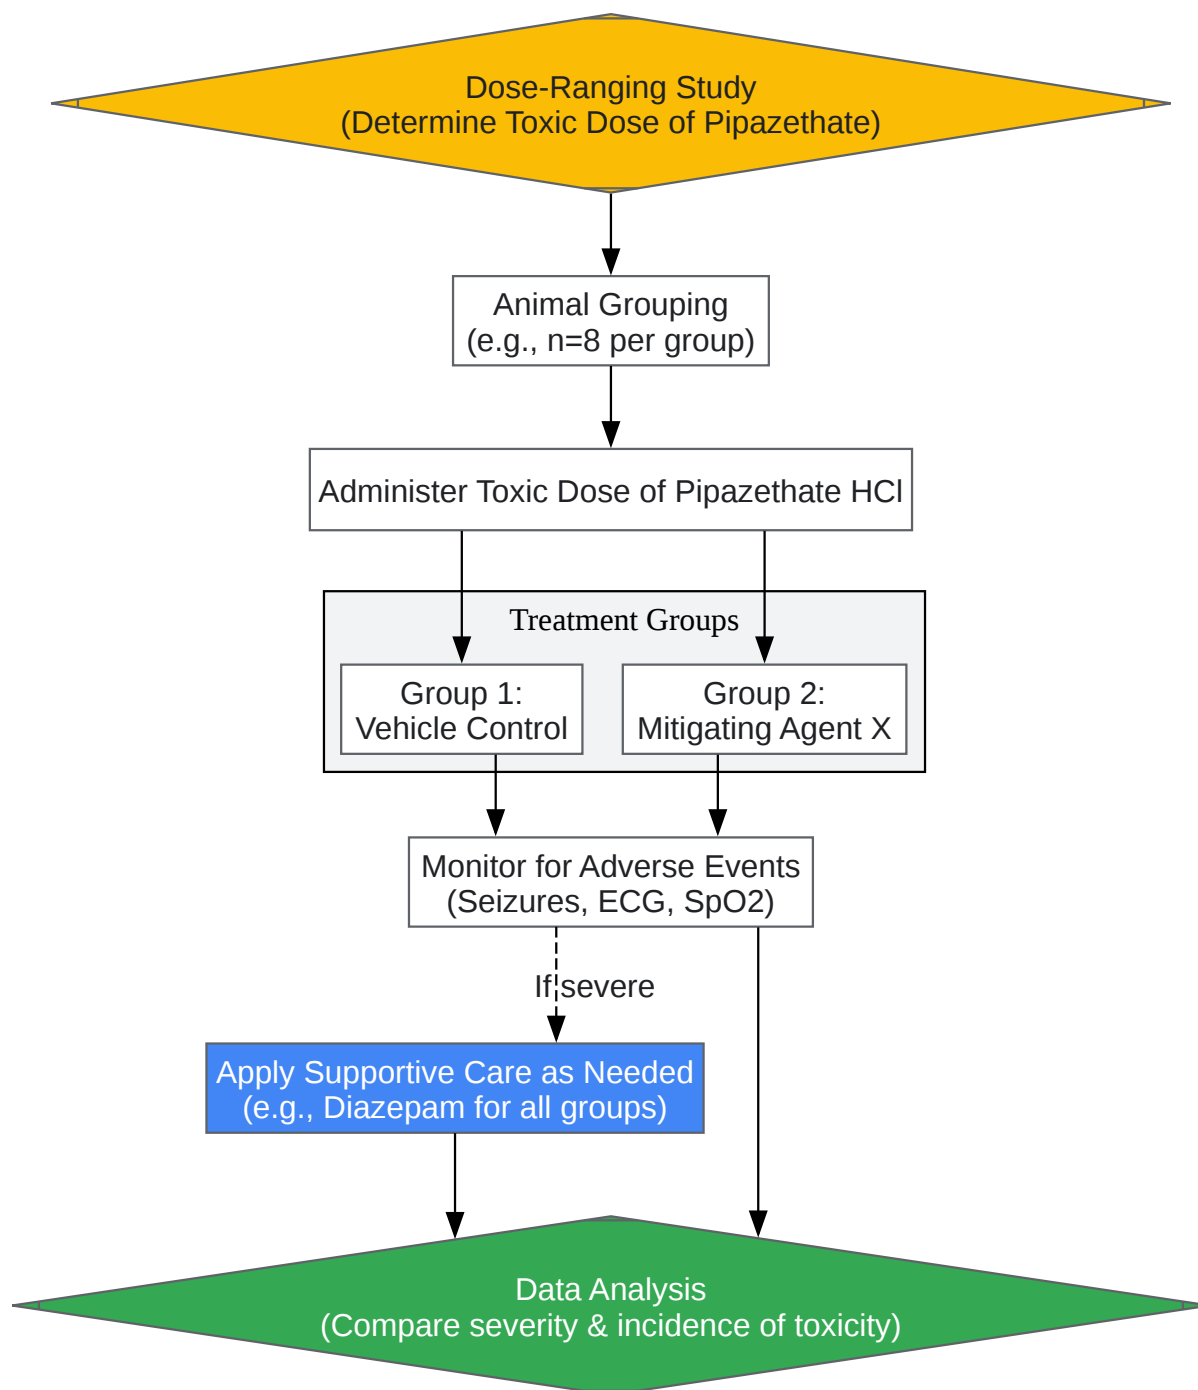 Dose-Ranging Study
(Determine Toxic Dose of Pipazethate)
Animal Grouping
(e.g., n=8 per group)
Administer Toxic Dose of Pipazethate HCl
Treatment Groups
Group 1:
Vehicle Control
Group 2:
Mitigating Agent X
Monitor for Adverse Events
(Seizures, ECG, SpO2)
If severe
Apply Supportive Care as Needed
(e.g., Diazepam for all groups)
Data Analysis
(Compare severity & incidence of toxicity)